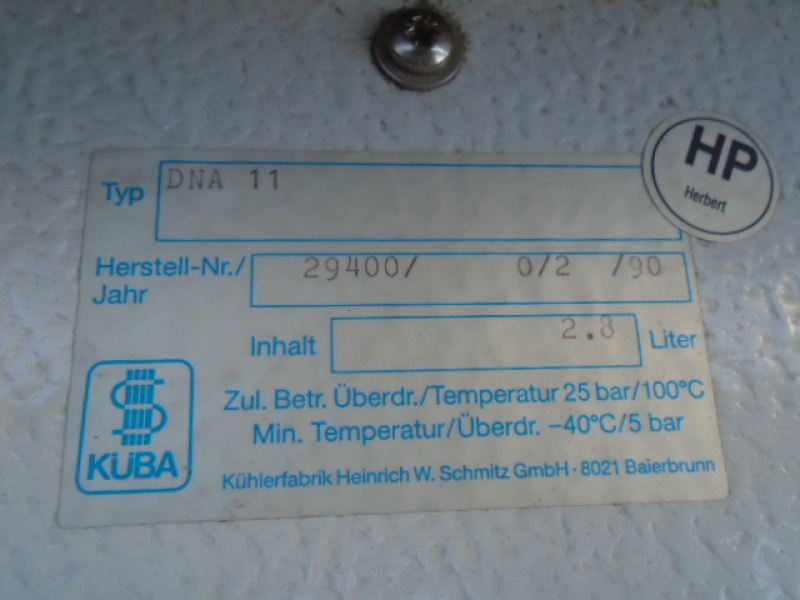 HP
Herbert
Typ DNA 11
Herstell-Nr./
Jahr 29400/ 0/2 /90
Inhalt 2.8 Liter
Zul. Betr. Überdr./Temperatur 25 bar/100°C
Min. Temperatur/Überdr. –40°C/5 bar
KÜBA
Kühlerfabrik Heinrich W. Schmitz GmbH · 8021 Baierbrunn